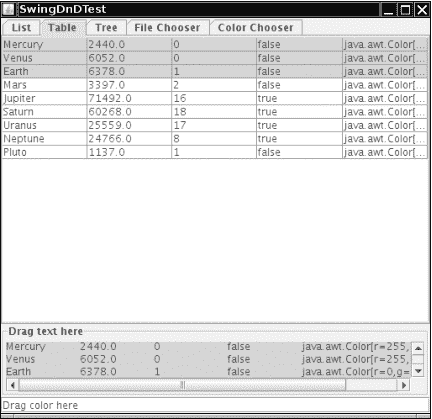 SwingDnDTest
List Table Tree File Chooser Color Chooser
Mercury 2440.0 0 false java.awt.Color[...
Venus 6052.0 0 false java.awt.Color[...
Earth 6378.0 1 false java.awt.Color[...
Mars 3397.0 2 false java.awt.Color[...
Jupiter 71492.0 16 true java.awt.Color[...
Saturn 60268.0 18 true java.awt.Color[...
Uranus 25559.0 17 true java.awt.Color[...
Neptune 24766.0 8 true java.awt.Color[...
Pluto 1137.0 1 false java.awt.Color[...
Drag text here
Mercury 2440.0 0 false java.awt.Color[r=255,
Venus 6052.0 0 false java.awt.Color[r=255,
Earth 6378.0 1 false java.awt.Color[r=0,g=
Drag color here